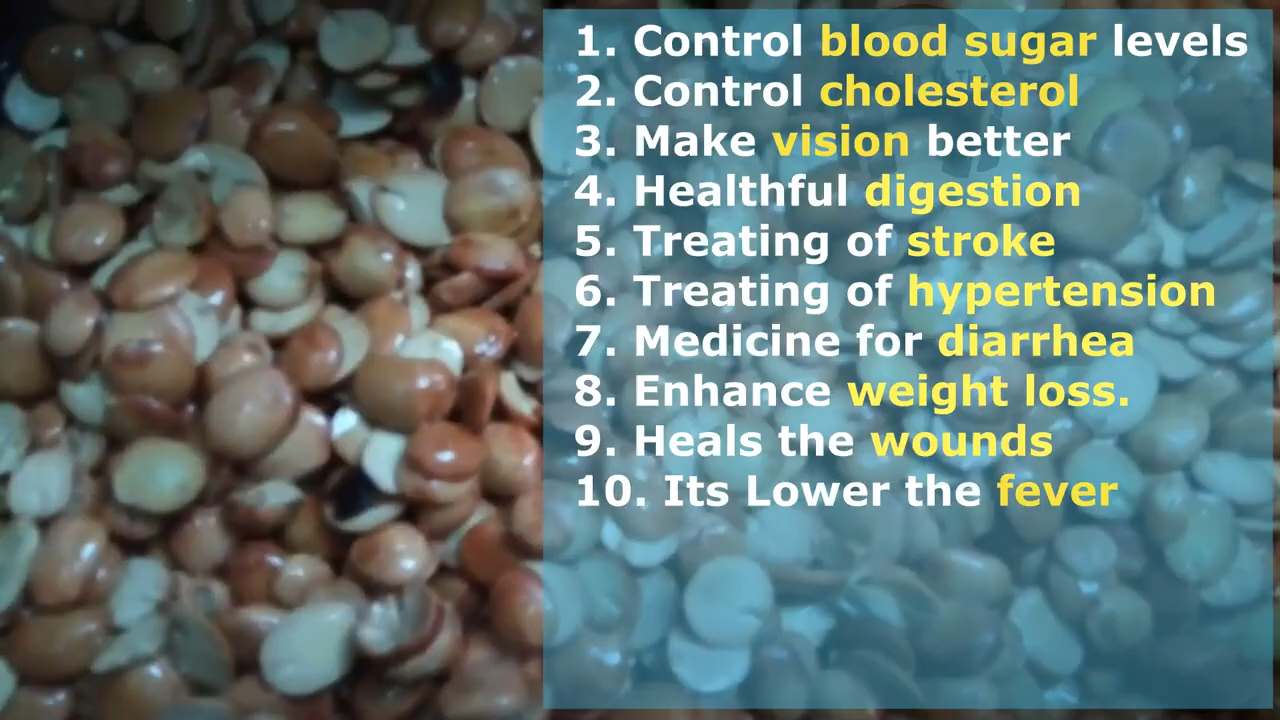 1. Control blood sugar levels
2. Control cholesterol
3. Make vision better
4. Healthful digestion
5. Treating of stroke
6. Treating of hypertension
7. Medicine for diarrhea
8. Enhance weight loss.
9. Heals the wounds
10. Its Lower the fever